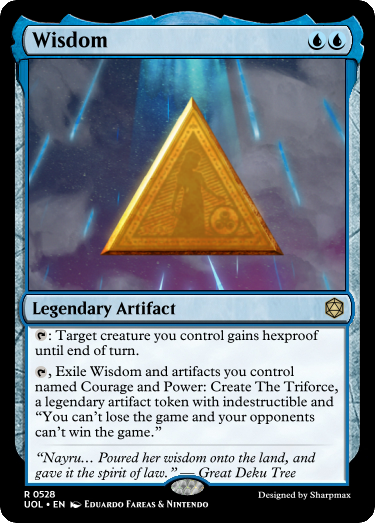 Wisdom
Legendary Artifact
: Target creature you control gains hexproof
until end of turn.
, Exile Wisdom and artifacts you control
named Courage and Power: Create The Triforce,
a legendary artifact token with indestructible and
“You can’t lose the game and your opponents
can’t win the game.”
“Nayru… Poured her wisdom onto the land, and
gave it the spirit of law.” — Great Deku Tree
R 0528
UOL • EN Eduardo Fareas & Nintendo
Designed by Sharpmax